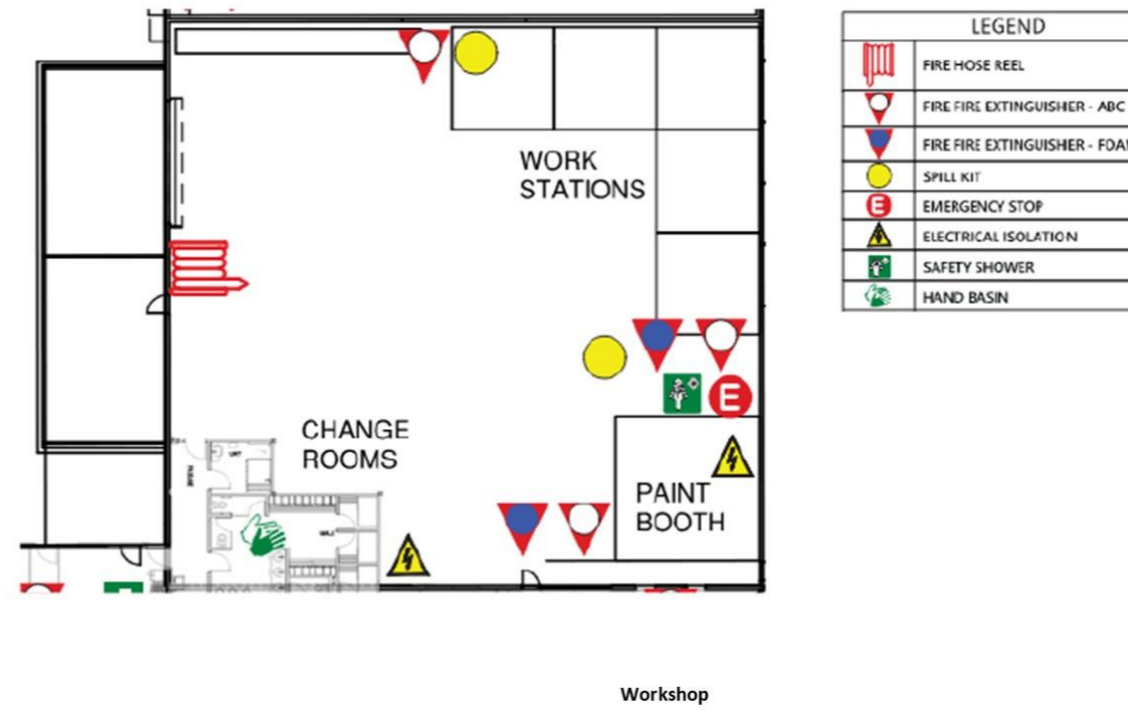 LEGEND
FIRE HOSE REEL
FIRE FIRE EXTINGUISHER - ABC
FIRE FIRE EXTINGUISHER - FOA
SPILL KIT
E EMERGENCY STOP
ELECTRICAL ISOLATION
SAFETY SHOWER
HAND BASIN
WORK
STATIONS
E
CHANGE
ROOMS
PAINT
BOOTH
Workshop